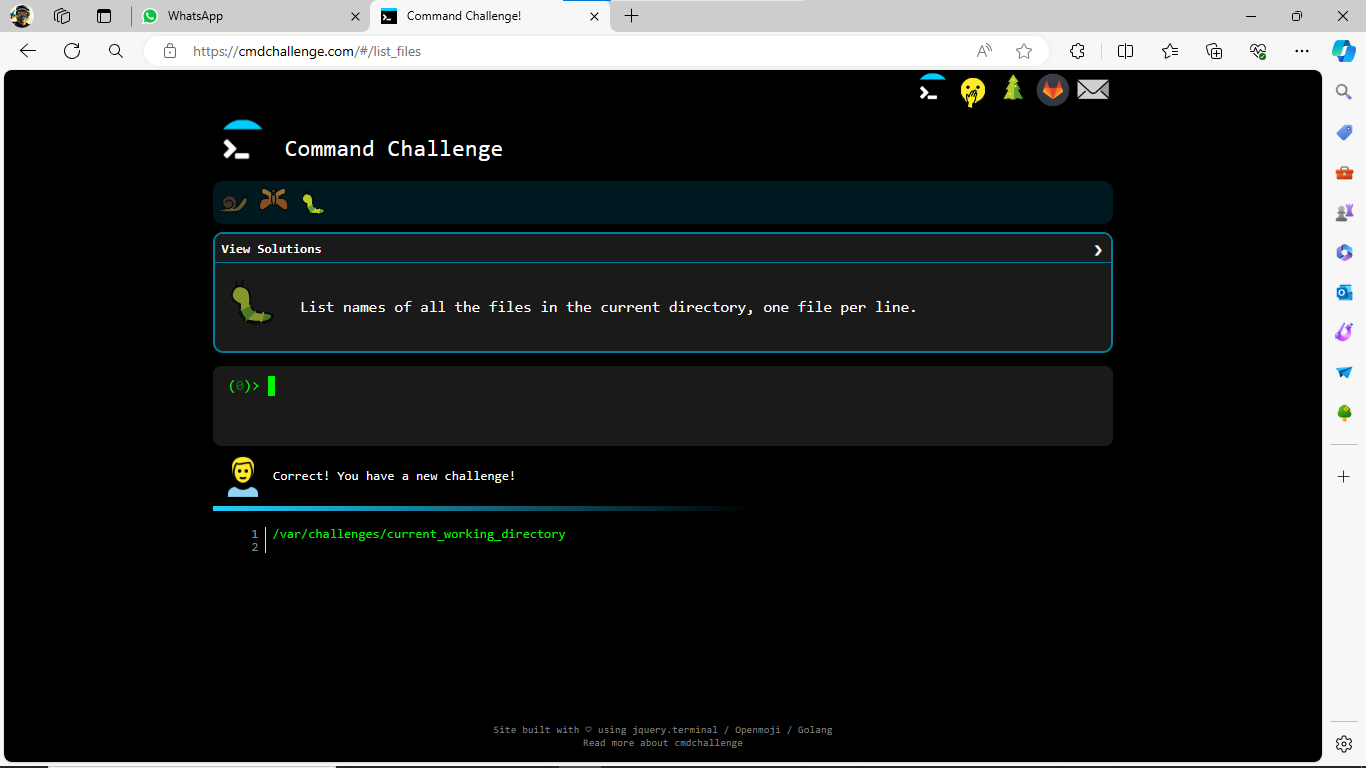 WhatsApp
Command Challenge!
https://cmdchallenge.com/#/list_files
Command Challenge
View Solutions
List names of all the files in the current directory, one file per line.
(0)>
Correct! You have a new challenge!
1 /var/challenges/current_working_directory
2
Site built with ♡ using jquery.terminal / Openmoji / Golang
Read more about cmdchallenge